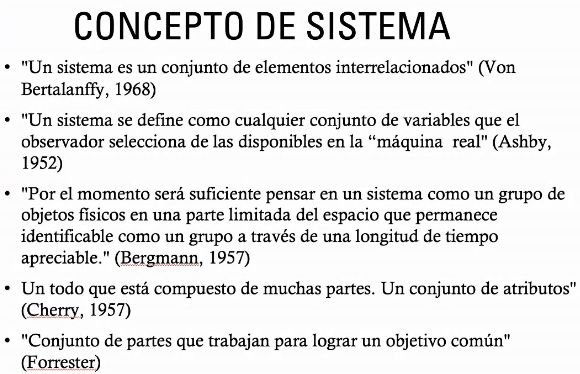 CONCEPTO DE SISTEMA
• "Un sistema es un conjunto de elementos interrelacionados" (Von
Bertalanffy, 1968)
• "Un sistema se define como cualquier conjunto de variables que el
observador selecciona de las disponibles en la “máquina  real" (Ashby,
1952)
• "Por el momento será suficiente pensar en un sistema como un grupo de
objetos físicos en una parte limitada del espacio que permanece
identificable como un grupo a través de una longitud de tiempo
apreciable." (Bergmann, 1957)
• Un todo que está compuesto de muchas partes. Un conjunto de atributos"
(Cherry, 1957)
• "Conjunto de partes que trabajan para lograr un objetivo común"
(Forrester)